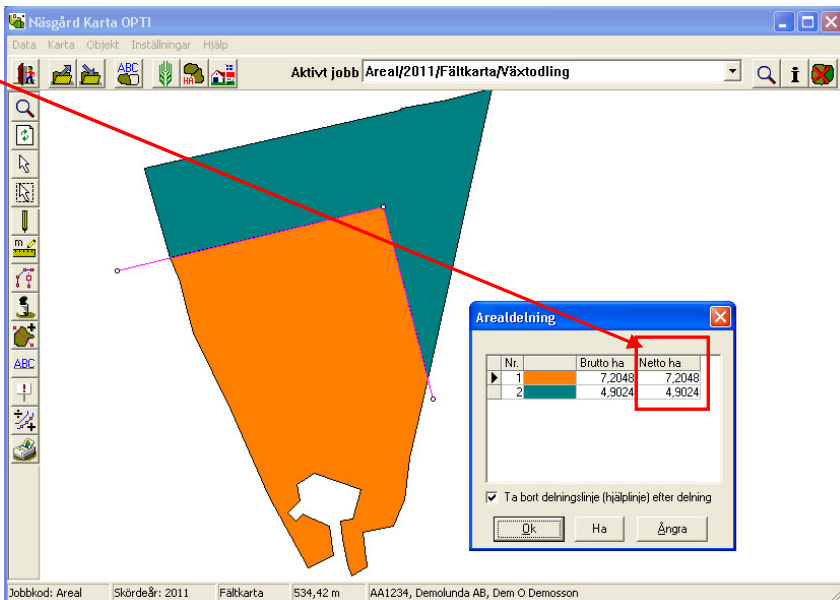 Näsgård Karta OPTI
Data Karta Objekt Inställningar Hjälp
ABC
HA
Aktivt jobb Areal/2011/Fältkarta/Växtodling
i
m
ABC
Arealdelning
Nr. Brutto ha Netto ha
1 7,2048 7,2048
2 4,9024 4,9024
Ta bort delningslinje (hjälplinje) efter delning
Ok Ha Ångra
Jobbkod: Areal Skördeår: 2011 Fältkarta 534,42 m AA1234, Demolunda AB, Dem O Demosson